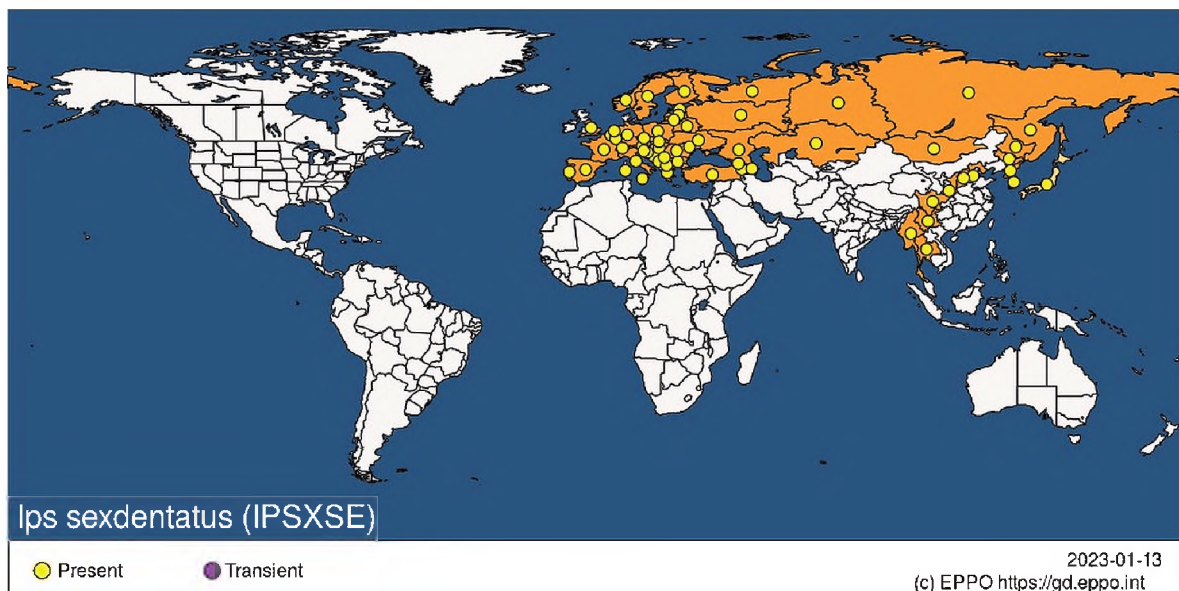 Ips sexdentatus (IPSXSE)
Present
Transient
2023-01-13
(c) EPPO https://gd.eppo.int